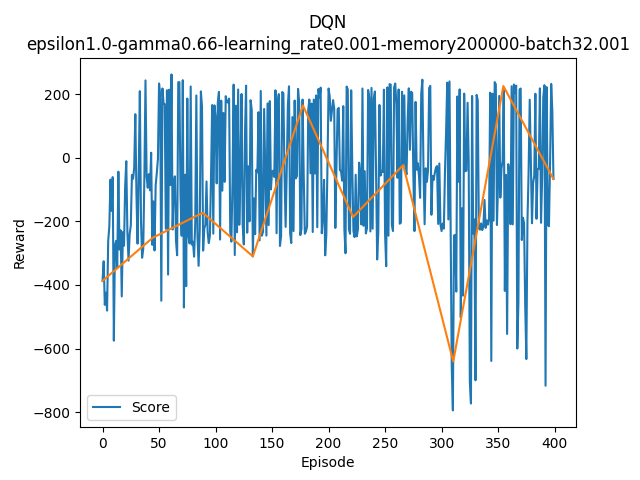 DQN
epsilon1.0-gamma0.66-learning_rate0.001-memory200000-batch32.001
200
0
−200
−400
−600
−800
Reward
Score
0 50 100 150 200 250 300 350 400
Episode